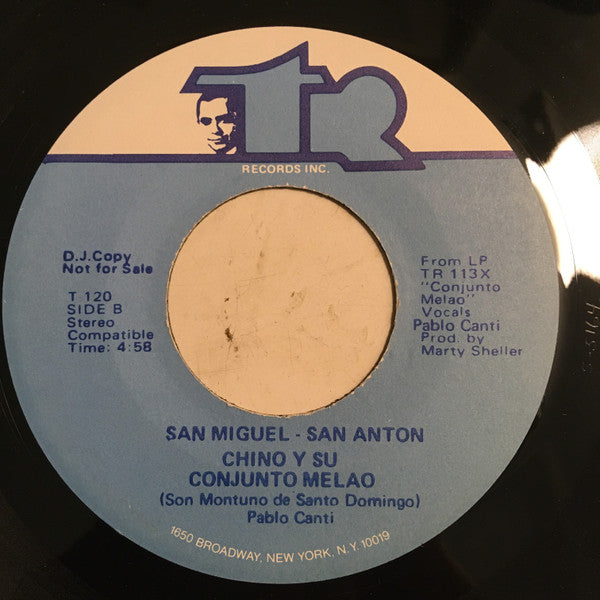 TR
RECORDS INC.
D.J.Copy
Not for Sale
T 120
SIDE B
Stereo
Compatible
Time: 4:58
From LP
TR 113X
"Conjunto
Melao"
Vocals
Pablo Canti
Prod. by
Marty Sheller
SAN MIGUEL - SAN ANTON
CHINO Y SU
CONJUNTO MELAO
(Son Montuno de Santo Domingo)
Pablo Canti
1650 BROADWAY, NEW YORK, N.Y. 10019